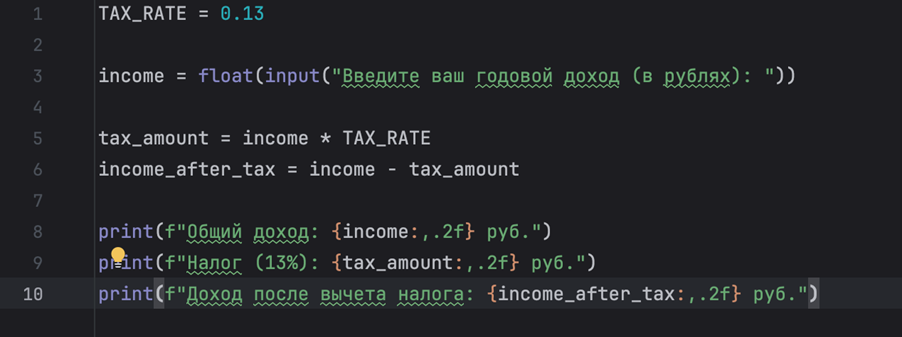 1 TAX_RATE = 0.13
2
3 income = float(input("Введите ваш годовой доход (в рублях): "))
4
5 tax_amount = income * TAX_RATE
6 income_after_tax = income - tax_amount
7
8 print(f"Общий доход: {income:,.2f} руб.")
9 print(f"Налог (13%): {tax_amount:,.2f} руб.")
10 print(f"Доход после вычета налога: {income_after_tax:,.2f} руб.")